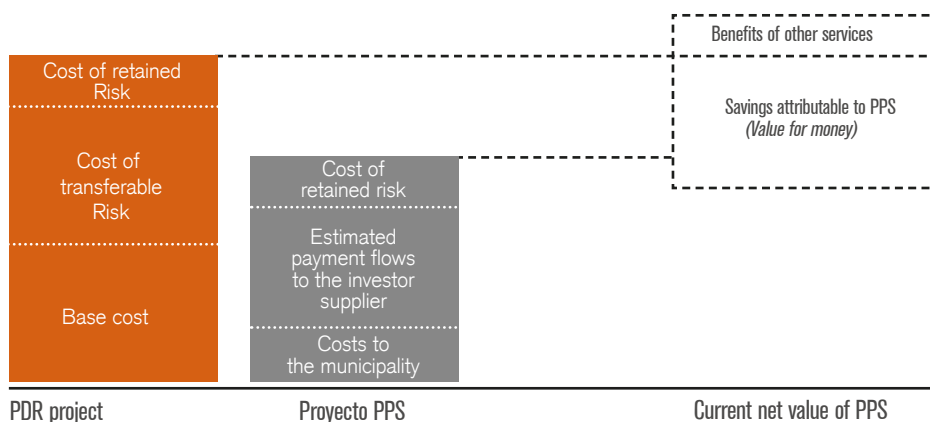 Benefits of other services
Cost of retained
Risk
Savings attributable to PPS
(Value for money)
Cost of
transferable
Risk
Cost of
retained risk
Estimated
payment flows
to the investor
supplier
Base cost
Costs to
the municipality
PDR project
Proyecto PPS
Current net value of PPS